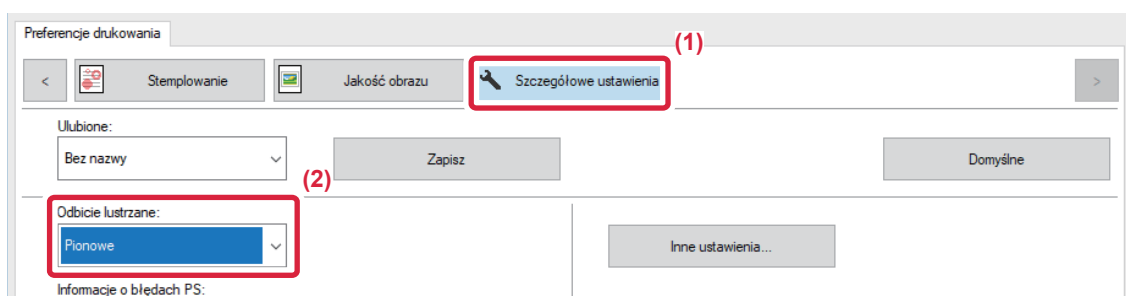 Preferencje drukowania
(1)
< Stemplowanie Jakość obrazu Szczegółowe ustawienia >
Ulubione:
Bez nazwy Zapisz Domyślne
(2)
Odbicie lustrzane:
Pionowe Inne ustawienia...
Informacje o błędach PS: